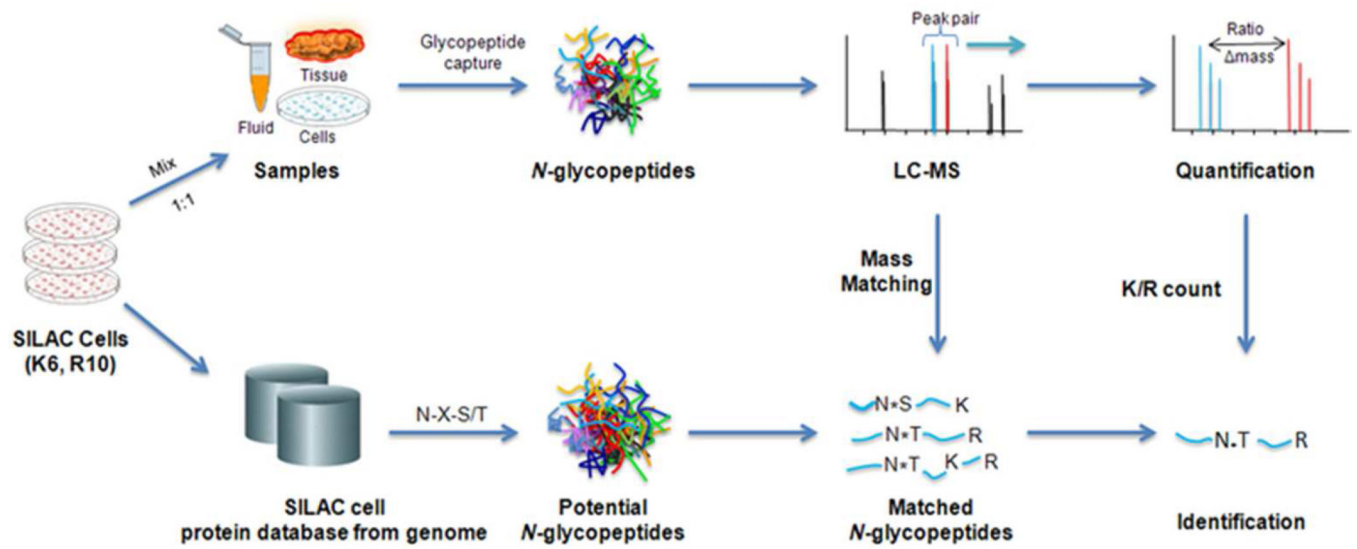 Tissue
Fluid
Cells
Samples
Glycopeptide
capture
N-glycopeptides
Peak pair
LC-MS
Ratio
Δmass
Quantification
Mix
1:1
SILAC Cells
(K6, R10)
Mass
Matching
K/R count
N-X-S/T
SILAC cell
protein database from genome
Potential
N-glycopeptides
N*S K
N*T R
N*T K R
Matched
N-glycopeptides
N.T R
Identification